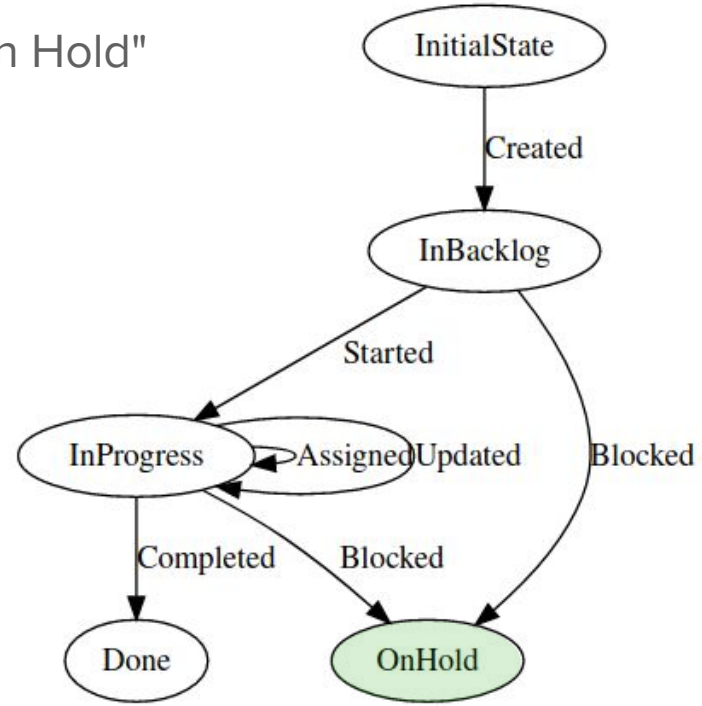 n Hold"
InitialState
Created
InBacklog
Started
InProgress
Assigned
Updated
Blocked
Completed
Blocked
Done
OnHold